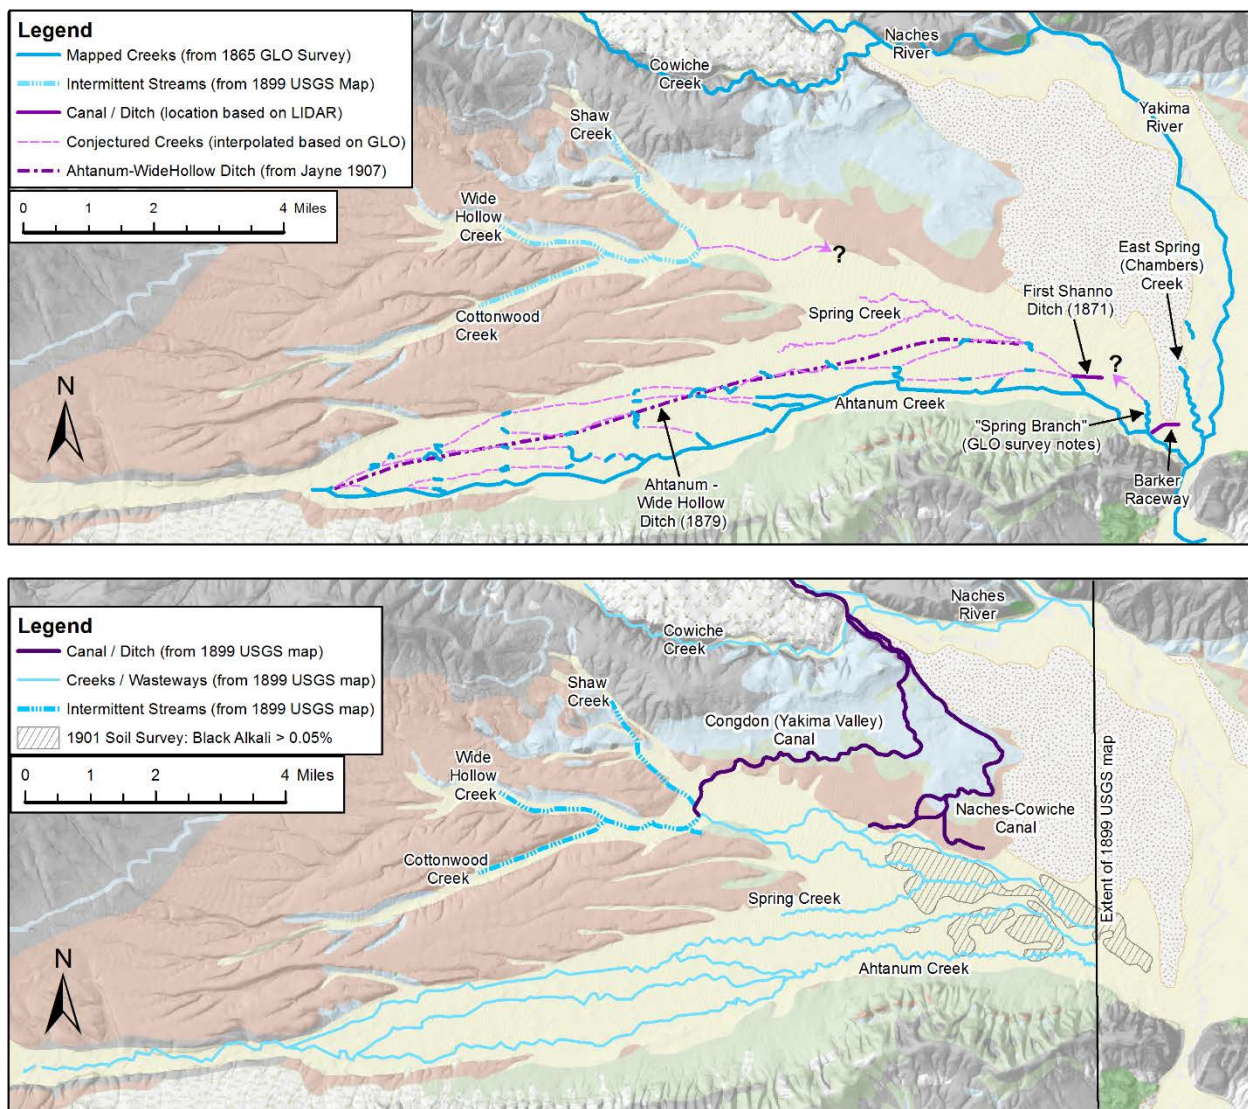 Legend
Mapped Creeks (from 1865 GLO Survey)
Intermittent Streams (from 1899 USGS Map)
Canal / Ditch (location based on LIDAR)
Conjectured Creeks (interpolated based on GLO)
Ahtanum-WideHollow Ditch (from Jayne 1907)
0 1 2 4 Miles
Cowiche
Creek
Naches
River
Yakima
River
Shaw
Creek
Wide
Hollow
Creek
?
Cottonwood
Creek
Spring Creek
First Shanno
Ditch (1871)
East Spring
(Chambers)
Creek
?
N
Ahtanum Creek
"Spring Branch"
(GLO survey notes)
Ahtanum -
Wide Hollow
Ditch (1879)
Barker
Raceway
Legend
Canal / Ditch (from 1899 USGS map)
Creeks / Wasteways (from 1899 USGS map)
Intermittent Streams (from 1899 USGS map)
1901 Soil Survey: Black Alkali > 0.05%
0 1 2 4 Miles
Naches
River
Cowiche
Creek
Shaw
Creek
Congdon (Yakima Valley)
Canal
Wide
Hollow
Creek
Naches-Cowiche
Canal
Cottonwood
Creek
Spring Creek
Extent of 1899 USGS map
N
Ahtanum Creek